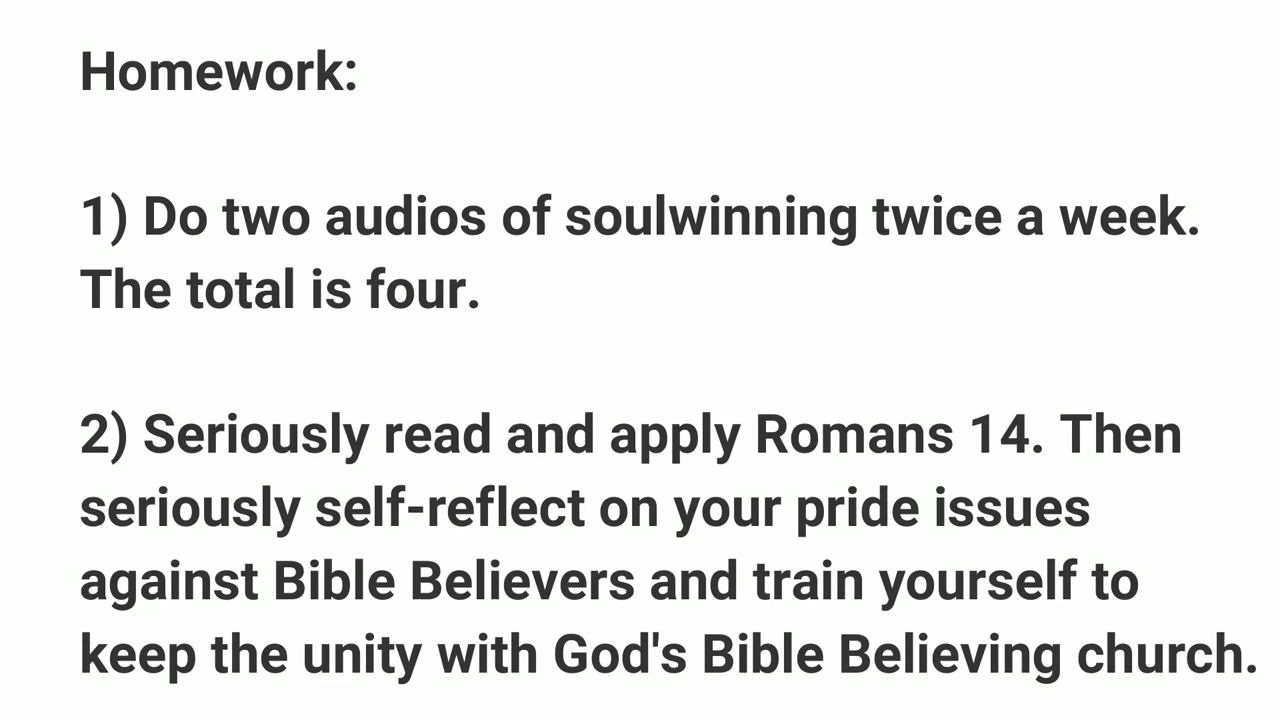 Homework:
1) Do two audios of soulwinning twice a week.
The total is four.
2) Seriously read and apply Romans 14. Then
seriously self-reflect on your pride issues
against Bible Believers and train yourself to
keep the unity with God's Bible Believing church.